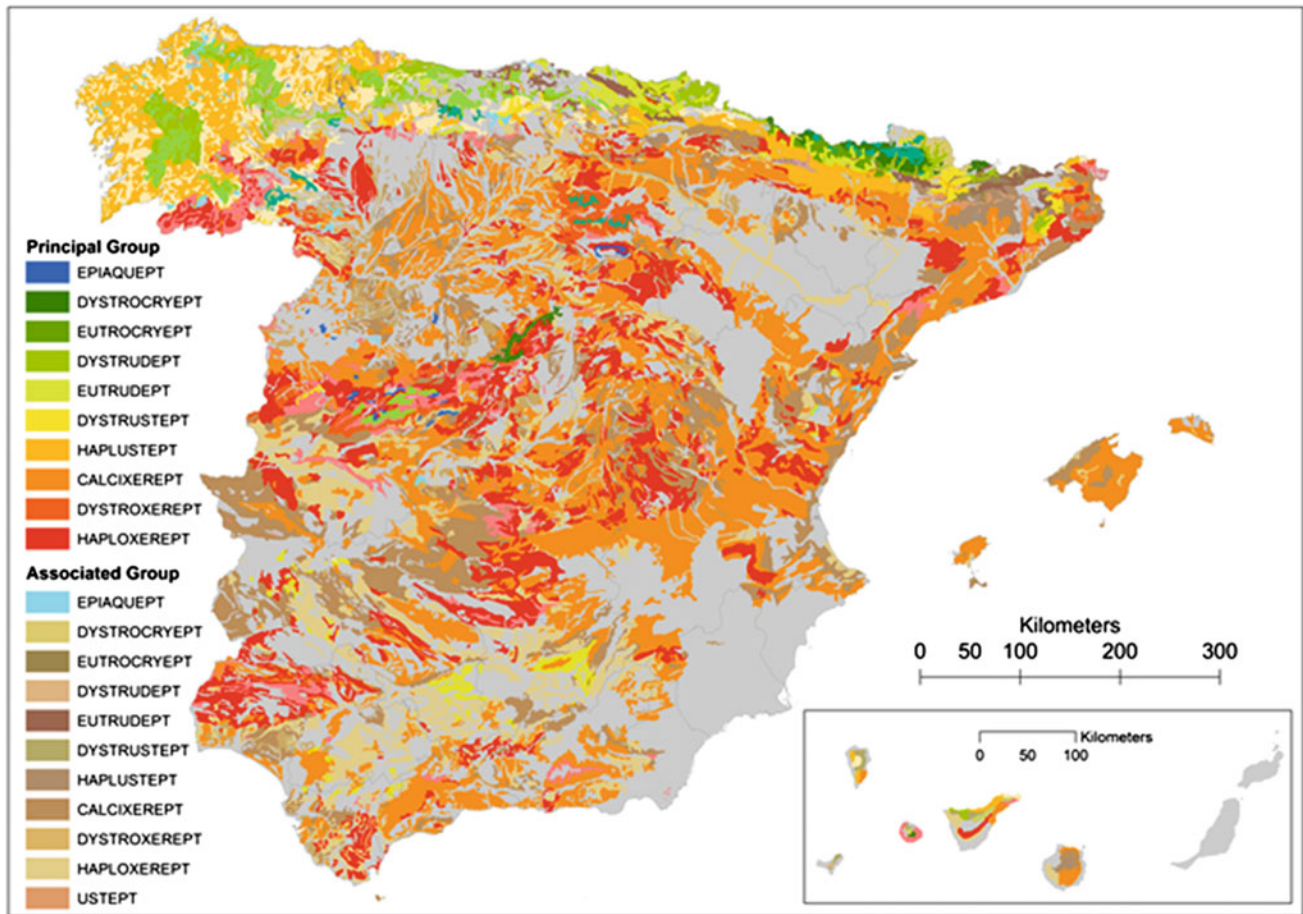 Principal Group
EPIAQUEPT
DYSTROCRYEPT
EUTROCRYEPT
DYSTRUDEPT
EUTRUDEPT
DYSTRUSTEPT
HAPLUSTEPT
CALCIXEREPT
DYSTROXEREPT
HAPLOXEREPT
Associated Group
EPIAQUEPT
DYSTROCRYEPT
EUTROCRYEPT
DYSTRUDEPT
EUTRUDEPT
DYSTRUSTEPT
HAPLUSTEPT
CALCIXEREPT
DYSTROXEREPT
HAPLOXEREPT
USTEPT
Kilometers
0 50 100 200 300
Kilometers
0 50 100